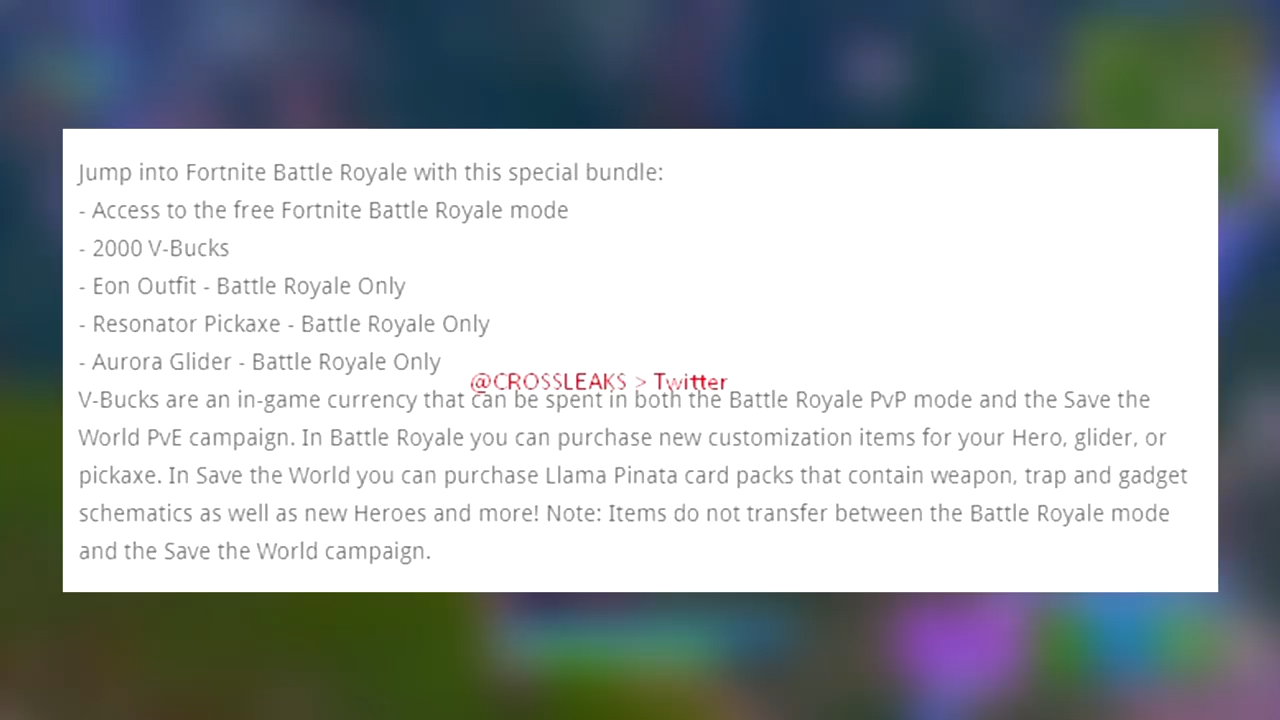 Jump into Fortnite Battle Royale with this special bundle:
- Access to the free Fortnite Battle Royale mode
- 2000 V-Bucks
- Eon Outfit - Battle Royale Only
- Resonator Pickaxe - Battle Royale Only
- Aurora Glider - Battle Royale Only
@CROSSLEAKS > Twitter
V-Bucks are an in-game currency that can be spent in both the Battle Royale PvP mode and the Save the
World PvE campaign. In Battle Royale you can purchase new customization items for your Hero, glider, or
pickaxe. In Save the World you can purchase Llama Pinata card packs that contain weapon, trap and gadget
schematics as well as new Heroes and more! Note: Items do not transfer between the Battle Royale mode
and the Save the World campaign.